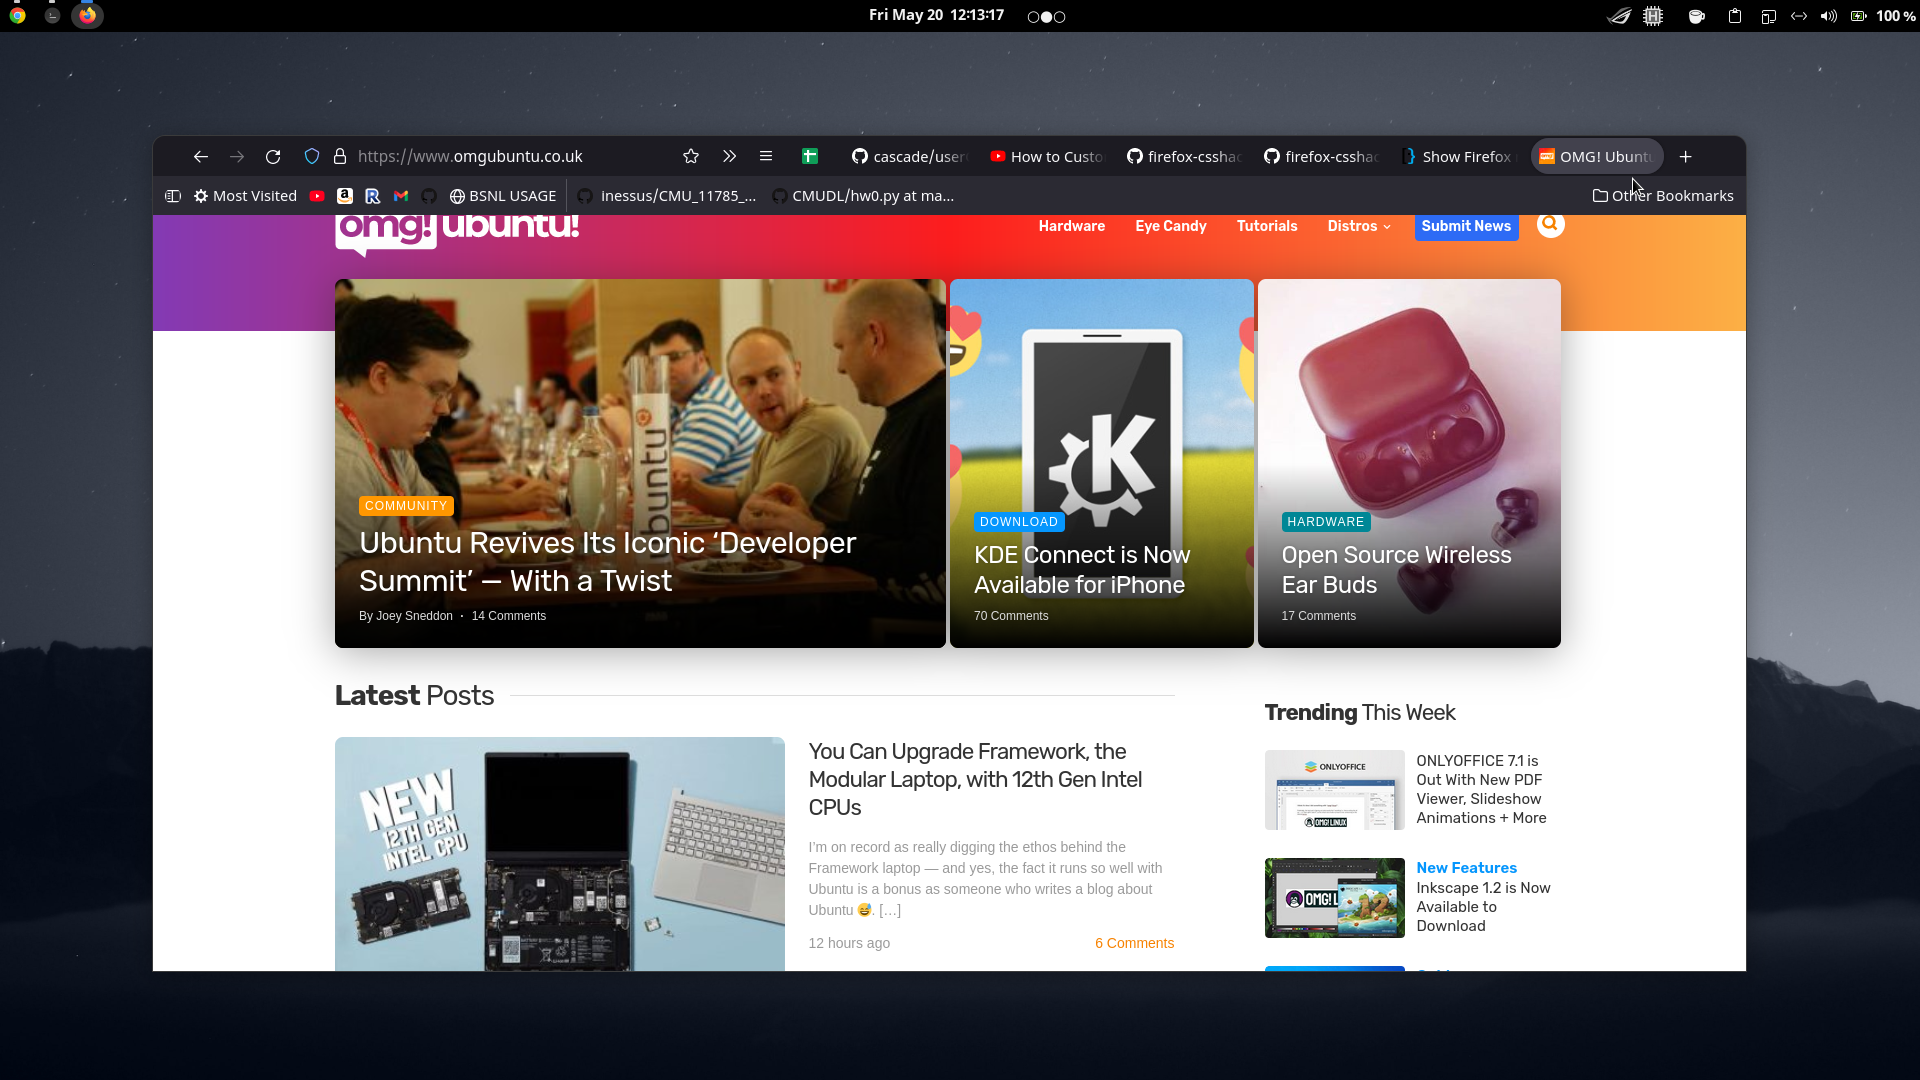 Fri May 20 12:13:17
100 %
https://www.omgubuntu.co.uk
cascade/user
How to Custo
firefox-cssha
firefox-cssha
Show Firefox
OMG! Ubunt
Most Visited
BSNL USAGE
inessus/CMU_11785_...
CMUDL/hw0.py at ma...
Other Bookmarks
omg! ubuntu!
Hardware
Eye Candy
Tutorials
Distros
Submit News
ubuntu
COMMUNITY
Ubuntu Revives Its Iconic ‘Developer
Summit’ — With a Twist
By Joey Sneddon · 14 Comments
K
DOWNLOAD
KDE Connect is Now
Available for iPhone
70 Comments
HARDWARE
Open Source Wireless
Ear Buds
17 Comments
Latest Posts
NEW
12TH GEN
INTEL CPU
You Can Upgrade Framework, the
Modular Laptop, with 12th Gen Intel
CPUs
I’m on record as really digging the ethos behind the
Framework laptop — and yes, the fact it runs so well with
Ubuntu is a bonus as someone who writes a blog about
Ubuntu 😅. […]
12 hours ago
6 Comments
Trending This Week
ONLYOFFICE
OMG! LINUX
ONLYOFFICE 7.1 is
Out With New PDF
Viewer, Slideshow
Animations + More
OMG! L
New Features
Inkscape 1.2 is Now
Available to
Download